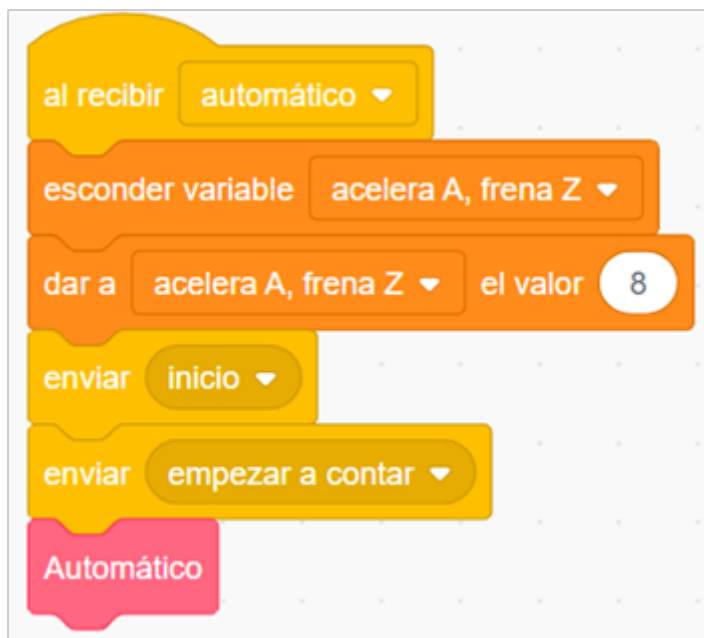 al recibir automático
esconder variable acelera A, frena Z
dar a acelera A, frena Z el valor 8
enviar inicio
enviar empezar a contar
Automático